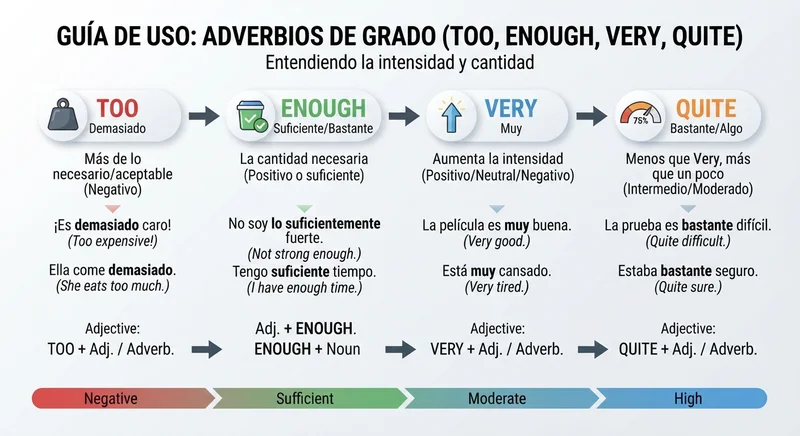 GUÍA DE USO: ADVERBIOS DE GRADO (TOO, ENOUGH, VERY, QUITE)
Entendiendo la intensidad y cantidad
TOO
Demasiado
Más de lo
necesario/aceptable
(Negativo)
¡Es demasiado caro!
(Too expensive!)
Ella come demasiado.
(She eats too much.)
Adjective:
TOO + Adj. / Adverb.
ENOUGH
Suficiente/Bastante
La cantidad necesaria
(Positivo o suficiente)
No soy lo suficientemente
fuerte.
(Not strong enough.)
Tengo suficiente tiempo.
(I have enough time.)
Adj. + ENOUGH.
ENOUGH + Noun
VERY
Muy
Aumenta la intensidad
(Positivo/Neutral/Negativo)
La película es muy buena.
(Very good.)
Está muy cansado.
(Very tired.)
Adjective:
VERY + Adj. / Adverb.
75%
QUITE
Bastante/Algo
Menos que Very, más
que un poco
(Intermedio/Moderado)
La prueba es bastante difícil.
(Quite difficult.)
Estaba bastante seguro.
(Quite sure.)
Adjective:
QUITE + Adj. / Adverb.
Negative
Sufficient
Moderate
High